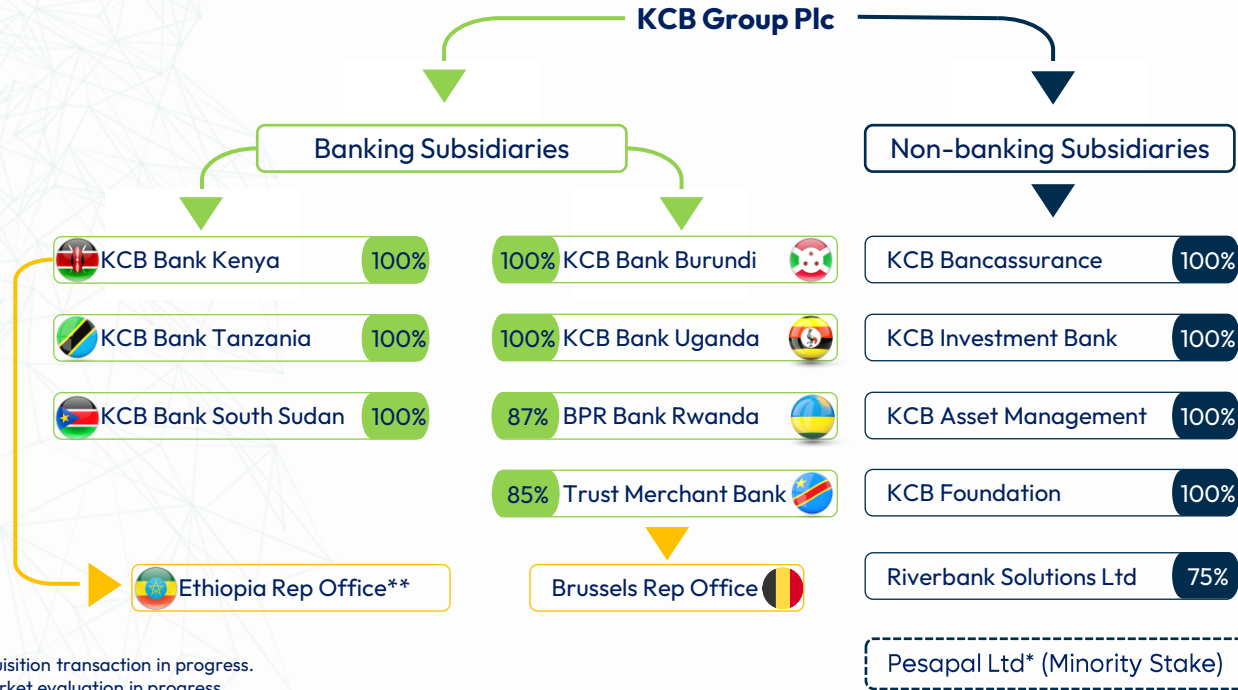 KCB Group Plc
Banking Subsidiaries
Non-banking Subsidiaries
KCB Bank Kenya 100%
KCB Bank Tanzania 100%
KCB Bank South Sudan 100%
100% KCB Bank Burundi
100% KCB Bank Uganda
87% BPR Bank Rwanda
85% Trust Merchant Bank
Ethiopia Rep Office**
Brussels Rep Office
KCB Bancassurance 100%
KCB Investment Bank 100%
KCB Asset Management 100%
KCB Foundation 100%
Riverbank Solutions Ltd 75%
Pesapal Ltd* (Minority Stake)
transaction in progress.
evaluation in progress